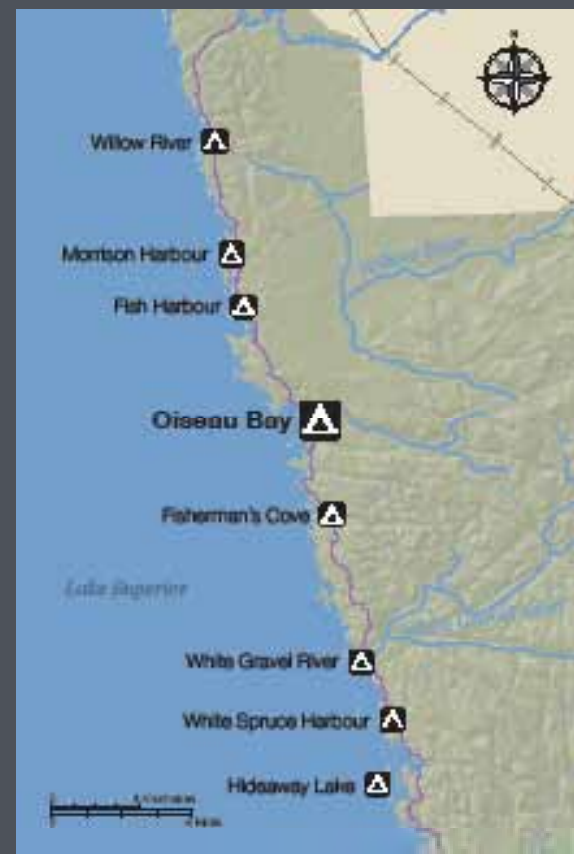 N
Willow River
Morrison Harbour
Fish Harbour
Oiseau Bay
Fisherman's Cove
Lake Superior
White Gravel River
White Spruce Harbour
Hideaway Lake